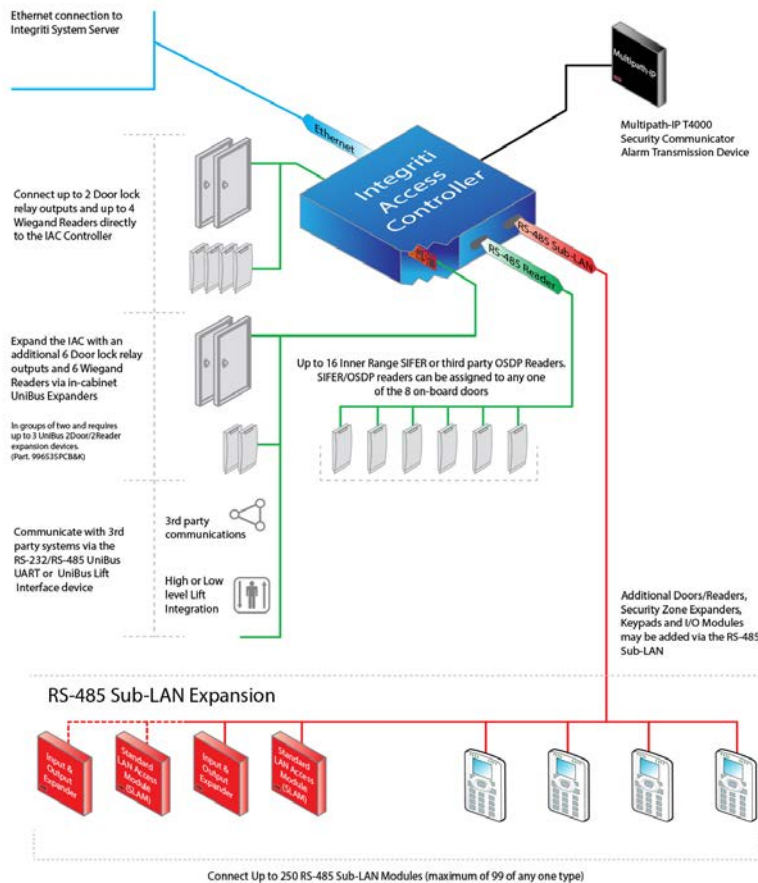 Ethernet connection to
Integriti System Server
Multipath-IP
Ethernet
Multipath-IP T4000
Security Communicator
Alarm Transmission Device
Integriti
Access
Controller
Connect up to 2 Door lock
relay outputs and up to 4
Wiegand Readers directly
to the IAC Controller
RS-485 Sub-LAN
RS-485 Reader
Expand the IAC with an
additional 6 Door lock relay
outputs and 6 Wiegand
Readers via in-cabinet
UniBus Expanders
In groups of two and requires
up to 3 UniBus 2Door/2Reader
expansion devices.
(Part. 996535PCB&K)
Up to 16 Inner Range SIFER or third party OSDP Readers.
SIFER/OSDP readers can be assigned to any one
of the 8 on-board doors
Communicate with 3rd
party systems via the
RS-232/RS-485 UniBus
UART or UniBus Lift
Interface device
3rd party
communications
High or Low
level Lift
Integration
Additional Doors/Readers,
Security Zone Expanders,
Keypads and I/O Modules
may be added via the RS-485
Sub-LAN
RS-485 Sub-LAN Expansion
Input &
Output
Expander
Standard
LAN Access
Module
(SLAM)
Input &
Output
Expander
Standard
LAN Access
Module
(SLAM)
Connect Up to 250 RS-485 Sub-LAN Modules (maximum of 99 of any one type)